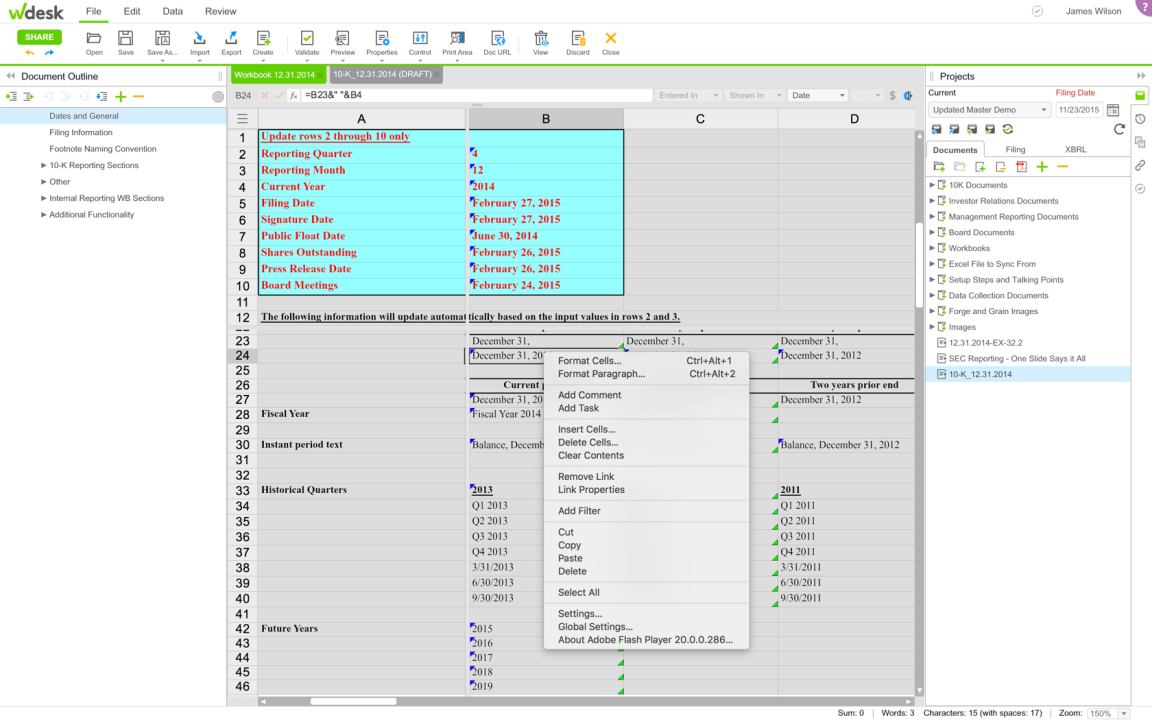 wdesk
File Edit Data Review
James Wilson
?
SHARE
Open Save Save As... Import Export Create Validate Preview Properties Control Print Area Doc URL View Discard Close
Document Outline
Workbook 12.31.2014
10-K_12.31.2014 (DRAFT)
B24 fx =B23&" "&B4
Entered In Shown In Date $
Dates and General
Filing Information
Footnote Naming Convention
10-K Reporting Sections
Other
Internal Reporting WB Sections
Additional Functionality
A B C D
1 Update rows 2 through 10 only
2 Reporting Quarter 4
3 Reporting Month 12
4 Current Year 2014
5 Filing Date February 27, 2015
6 Signature Date February 27, 2015
7 Public Float Date June 30, 2014
8 Shares Outstanding February 26, 2015
9 Press Release Date February 26, 2015
10 Board Meetings February 24, 2015
11
12 The following information will update automatically based on the input values in rows 2 and 3.
23 December 31, December 31, December 31,
24 December 31, 20 December 31, 2012
25
26 Current Two years prior end
27 December 31, 20 December 31, 2012
28 Fiscal Year Fiscal Year 2014
29
30 Instant period text Balance, Decemb Balance, December 31, 2012
31
32
33 Historical Quarters 2013 2011
34 Q1 2013 Q1 2011
35 Q2 2013 Q2 2011
36 Q3 2013 Q3 2011
37 Q4 2013 Q4 2011
38 3/31/2013 3/31/2011
39 6/30/2013 6/30/2011
40 9/30/2013 9/30/2011
41
42 Future Years 2015
43 2016
44 2017
45 2018
46 2019
Format Cells... Ctrl+Alt+1
Format Paragraph... Ctrl+Alt+2
Add Comment
Add Task
Insert Cells...
Delete Cells...
Clear Contents
Remove Link
Link Properties
Add Filter
Cut
Copy
Paste
Delete
Select All
Settings...
Global Settings...
About Adobe Flash Player 20.0.0.286...
Projects
Current Filing Date
Updated Master Demo 11/23/2015
Documents Filing XBRL
10K Documents
Investor Relations Documents
Management Reporting Documents
Board Documents
Workbooks
Excel File to Sync From
Setup Steps and Talking Points
Data Collection Documents
Forge and Grain Images
Images
12.31.2014-EX-32.2
SEC Reporting - One Slide Says it All
10-K_12.31.2014
Sum: 0 Words: 3 Characters: 15 (with spaces: 17) Zoom: 150%